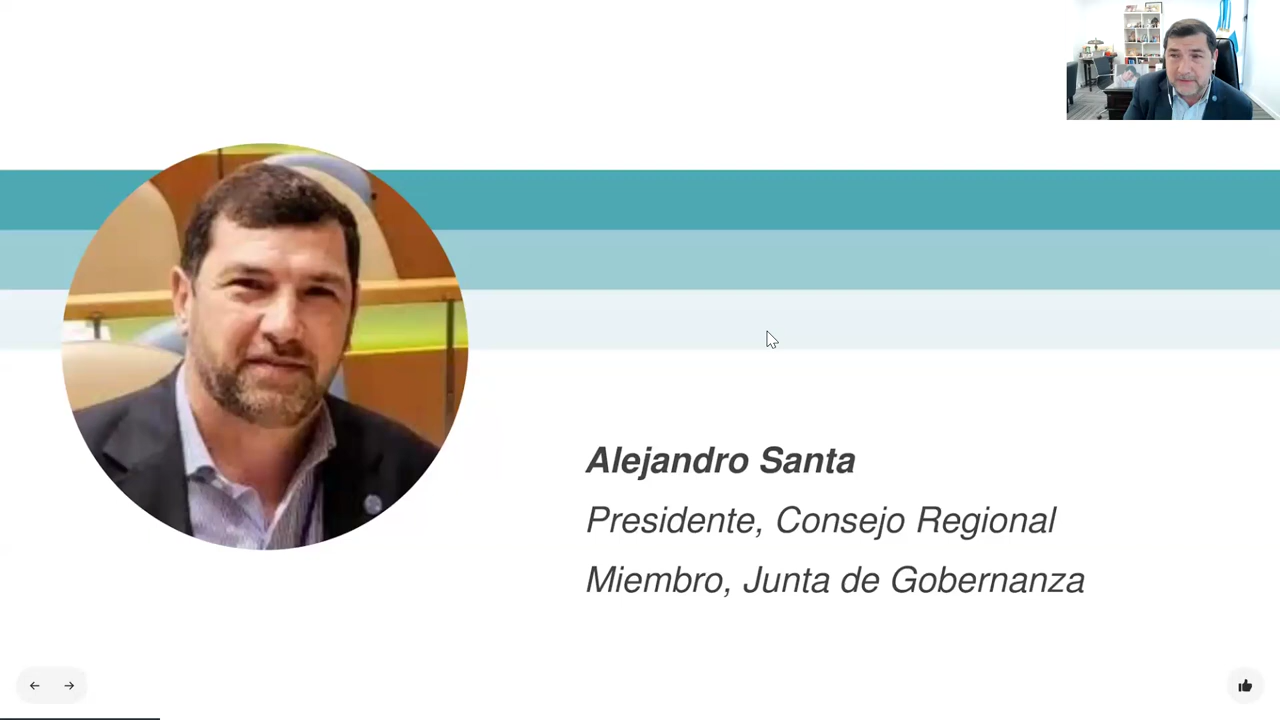 Alejandro Santa
Presidente, Consejo Regional
Miembro, Junta de Gobernanza